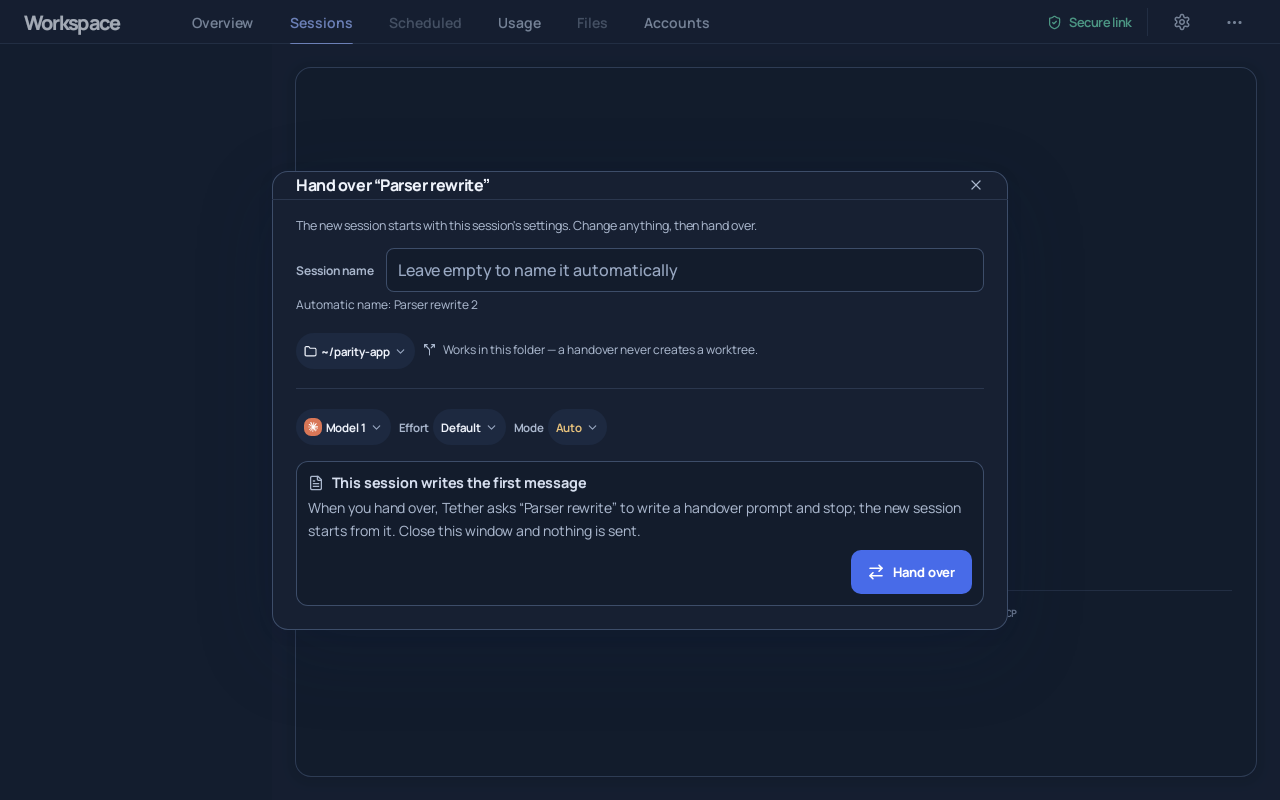 Workspace
Overview
Sessions
Scheduled
Usage
Files
Accounts
Secure link
Hand over “Parser rewrite”
The new session starts with this session's settings. Change anything, then hand over.
Session name
Leave empty to name it automatically
Automatic name: Parser rewrite 2
~/parity-app
Works in this folder — a handover never creates a worktree.
Model 1
Effort
Default
Mode
Auto
This session writes the first message
When you hand over, Tether asks “Parser rewrite” to write a handover prompt and stop; the new session
starts from it. Close this window and nothing is sent.
Hand over